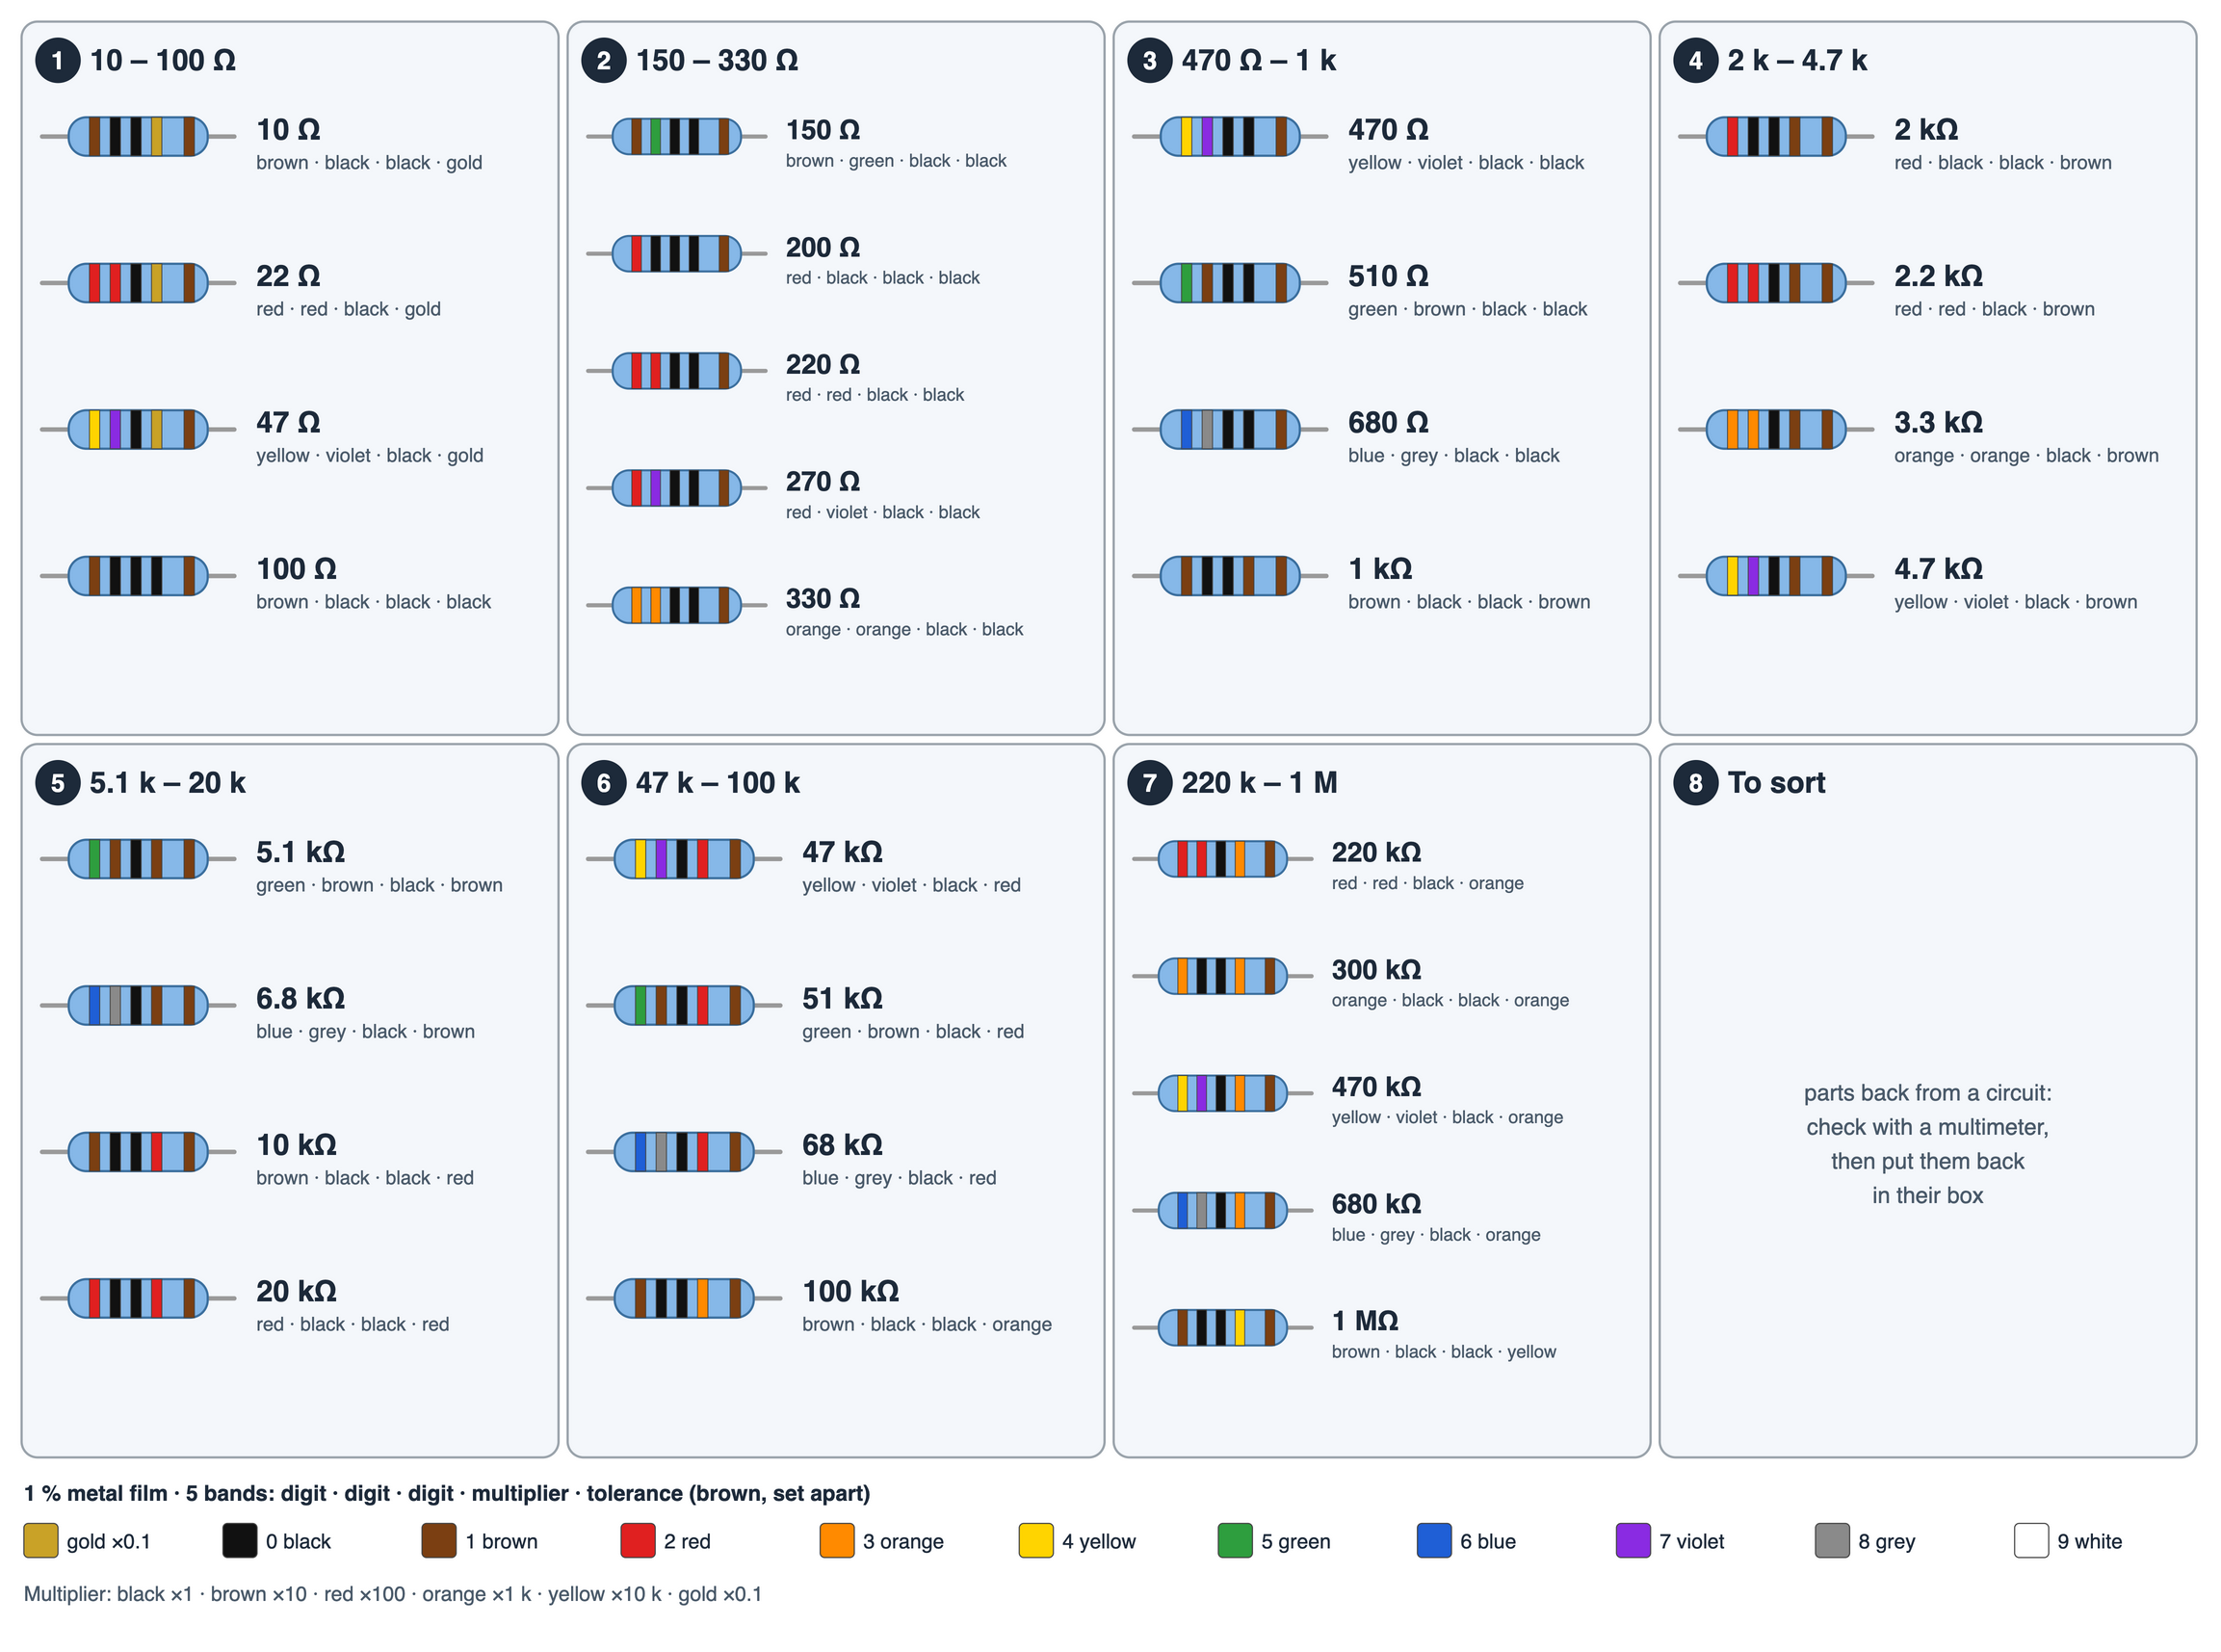 1 10 – 100 Ω
10 Ω
brown · black · black · gold
22 Ω
red · red · black · gold
47 Ω
yellow · violet · black · gold
100 Ω
brown · black · black · black
2 150 – 330 Ω
150 Ω
brown · green · black · black
200 Ω
red · black · black · black
220 Ω
red · red · black · black
270 Ω
red · violet · black · black
330 Ω
orange · orange · black · black
3 470 Ω – 1 k
470 Ω
yellow · violet · black · black
510 Ω
green · brown · black · black
680 Ω
blue · grey · black · black
1 kΩ
brown · black · black · brown
4 2 k – 4.7 k
2 kΩ
red · black · black · brown
2.2 kΩ
red · red · black · brown
3.3 kΩ
orange · orange · black · brown
4.7 kΩ
yellow · violet · black · brown
5 5.1 k – 20 k
5.1 kΩ
green · brown · black · brown
6.8 kΩ
blue · grey · black · brown
10 kΩ
brown · black · black · red
20 kΩ
red · black · black · red
6 47 k – 100 k
47 kΩ
yellow · violet · black · red
51 kΩ
green · brown · black · red
68 kΩ
blue · grey · black · red
100 kΩ
brown · black · black · orange
7 220 k – 1 M
220 kΩ
red · red · black · orange
300 kΩ
orange · black · black · orange
470 kΩ
yellow · violet · black · orange
680 kΩ
blue · grey · black · orange
1 MΩ
brown · black · black · yellow
8 To sort
parts back from a circuit:
check with a multimeter,
then put them back
in their box
1 % metal film · 5 bands: digit · digit · digit · multiplier · tolerance (brown, set apart)
gold ×0.1 0 black 1 brown 2 red 3 orange 4 yellow 5 green 6 blue 7 violet 8 grey 9 white
Multiplier: black ×1 · brown ×10 · red ×100 · orange ×1 k · yellow ×10 k · gold ×0.1